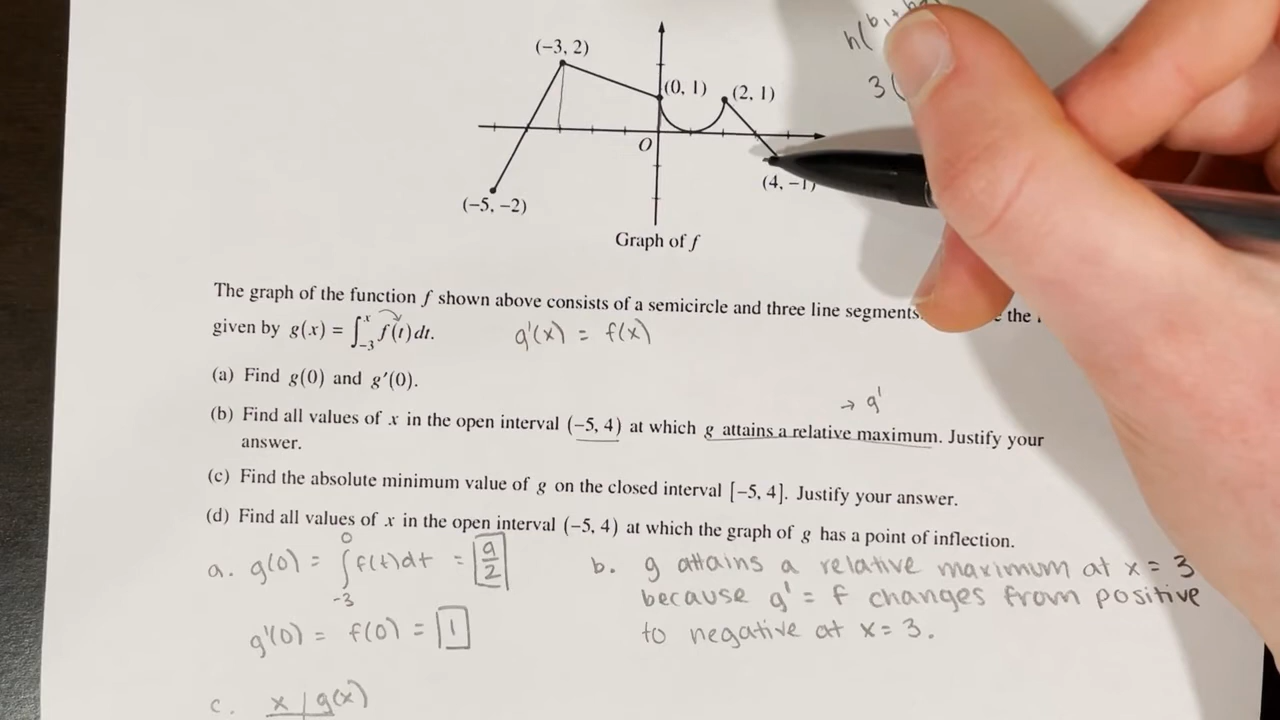 h(b₁+b
3(
(−3, 2)
(0, 1)
(2, 1)
O
(4, −1)
(−5, −2)
Graph of f
The graph of the function f shown above consists of a semicircle and three line segments. the
given by g(x) = ∫₋₃ˣ f(t) dt. g'(x) = f(x)
(a) Find g(0) and g′(0).
→ g'
(b) Find all values of x in the open interval (−5, 4) at which g attains a relative maximum. Justify your
answer.
(c) Find the absolute minimum value of g on the closed interval [−5, 4]. Justify your answer.
(d) Find all values of x in the open interval (−5, 4) at which the graph of g has a point of inflection.
a. g(0) = ∫₋₃⁰ f(t)dt = 9/2
g'(0) = f(0) = 1
b. g attains a relative maximum at x = 3
because g' = f changes from positive
to negative at x = 3.
c. x | g(x)